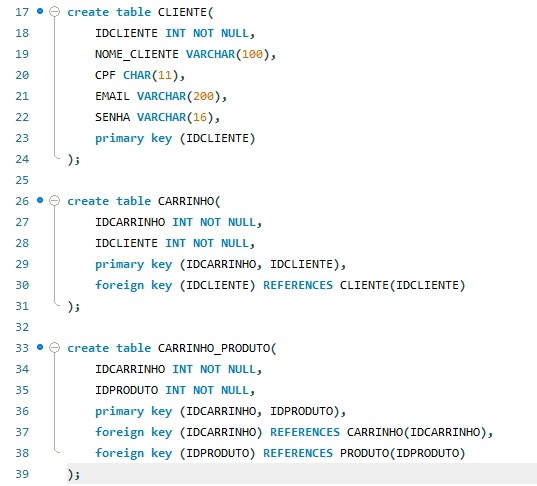 17 create table CLIENTE(
18 IDCLIENTE INT NOT NULL,
19 NOME_CLIENTE VARCHAR(100),
20 CPF CHAR(11),
21 EMAIL VARCHAR(200),
22 SENHA VARCHAR(16),
23 primary key (IDCLIENTE)
24 );
25
26 create table CARRINHO(
27 IDCARRINHO INT NOT NULL,
28 IDCLIENTE INT NOT NULL,
29 primary key (IDCARRINHO, IDCLIENTE),
30 foreign key (IDCLIENTE) REFERENCES CLIENTE(IDCLIENTE)
31 );
32
33 create table CARRINHO_PRODUTO(
34 IDCARRINHO INT NOT NULL,
35 IDPRODUTO INT NOT NULL,
36 primary key (IDCARRINHO, IDPRODUTO),
37 foreign key (IDCARRINHO) REFERENCES CARRINHO(IDCARRINHO),
38 foreign key (IDPRODUTO) REFERENCES PRODUTO(IDPRODUTO)
39 );